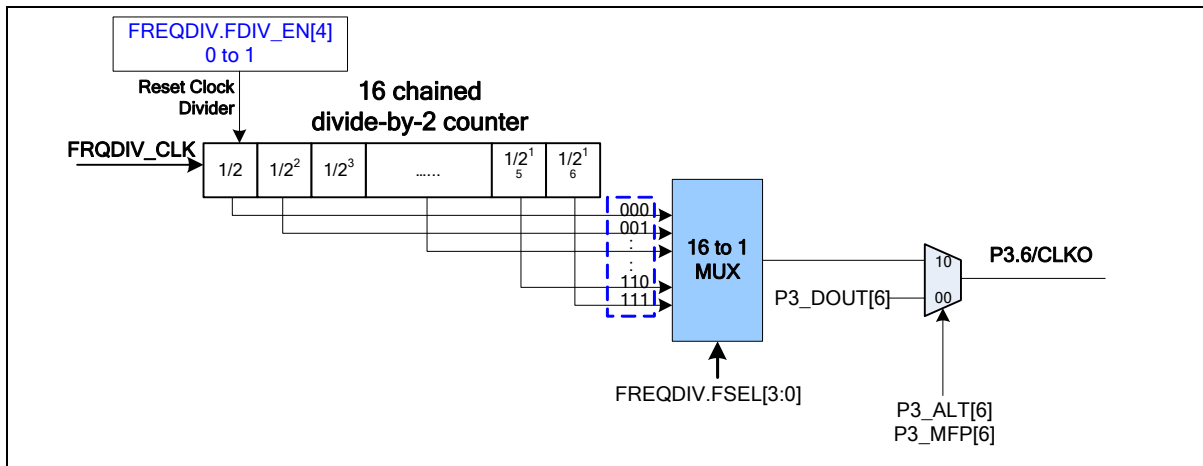 FREQDIV.FDIV_EN[4]
0 to 1
Reset Clock
Divider
16 chained
divide-by-2 counter
FRQDIV_CLK
1/2
1/2²
1/2³
......
1/2¹
5
1/2¹
6
000
001
:
:
110
111
16 to 1
MUX
10
00
P3.6/CLKO
P3_DOUT[6]
FREQDIV.FSEL[3:0]
P3_ALT[6]
P3_MFP[6]